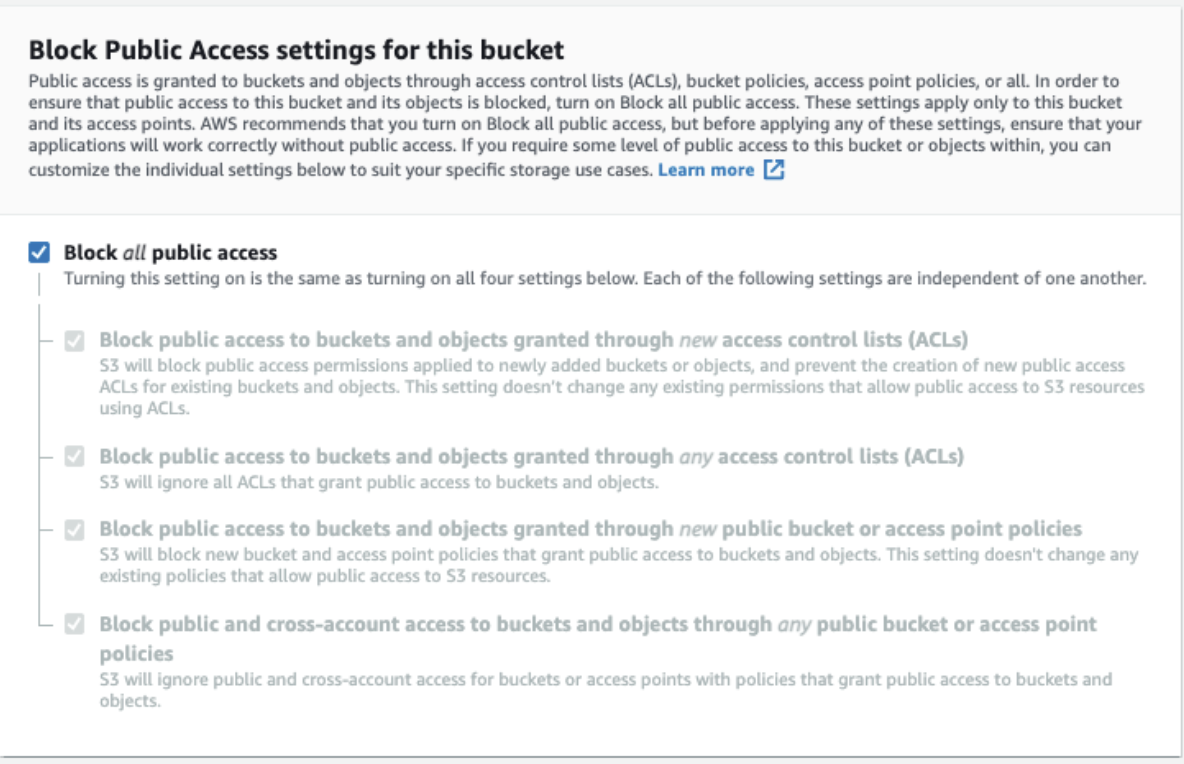 Block Public Access settings for this bucket
Public access is granted to buckets and objects through access control lists (ACLs), bucket policies, access point policies, or all. In order to
ensure that public access to this bucket and its objects is blocked, turn on Block all public access. These settings apply only to this bucket
and its access points. AWS recommends that you turn on Block all public access, but before applying any of these settings, ensure that your
applications will work correctly without public access. If you require some level of public access to this bucket or objects within, you can
customize the individual settings below to suit your specific storage use cases. Learn more
Block all public access
Turning this setting on is the same as turning on all four settings below. Each of the following settings are independent of one another.
Block public access to buckets and objects granted through new access control lists (ACLs)
S3 will block public access permissions applied to newly added buckets or objects, and prevent the creation of new public access
ACLs for existing buckets and objects. This setting doesn't change any existing permissions that allow public access to S3 resources
using ACLs.
Block public access to buckets and objects granted through any access control lists (ACLs)
S3 will ignore all ACLs that grant public access to buckets and objects.
Block public access to buckets and objects granted through new public bucket or access point policies
S3 will block new bucket and access point policies that grant public access to buckets and objects. This setting doesn't change any
existing policies that allow public access to S3 resources.
Block public and cross-account access to buckets and objects through any public bucket or access point
policies
S3 will ignore public and cross-account access for buckets or access points with policies that grant public access to buckets and
objects.